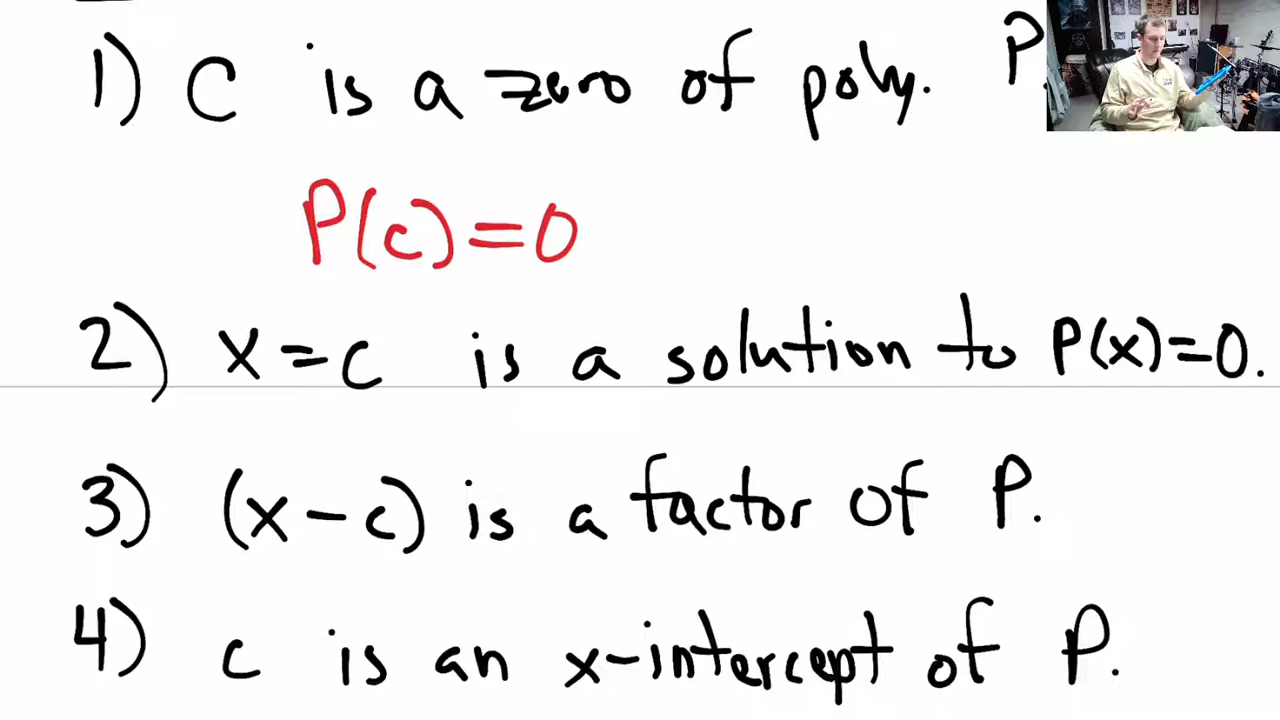 1) C is a zero of poly. P.
P(c)=0
2) x=c is a solution to P(x)=0.
3) (x-c) is a factor of P.
4) c is an x-intercept of P.